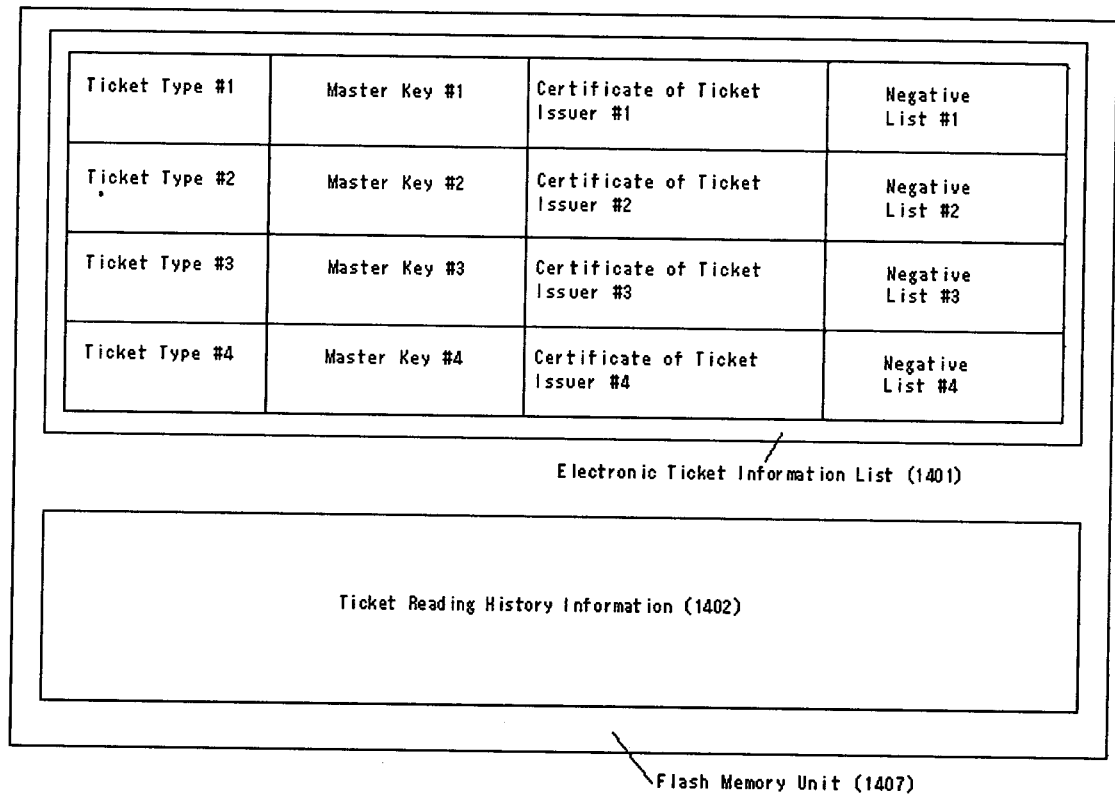 Ticket Type #1
Master Key #1
Certificate of Ticket
Issuer #1
Negative
List #1
Ticket Type #2
Master Key #2
Certificate of Ticket
Issuer #2
Negative
List #2
Ticket Type #3
Master Key #3
Certificate of Ticket
Issuer #3
Negative
List #3
Ticket Type #4
Master Key #4
Certificate of Ticket
Issuer #4
Negative
List #4
Electronic Ticket Information List (1401)
Ticket Reading History Information (1402)
Flash Memory Unit (1407)